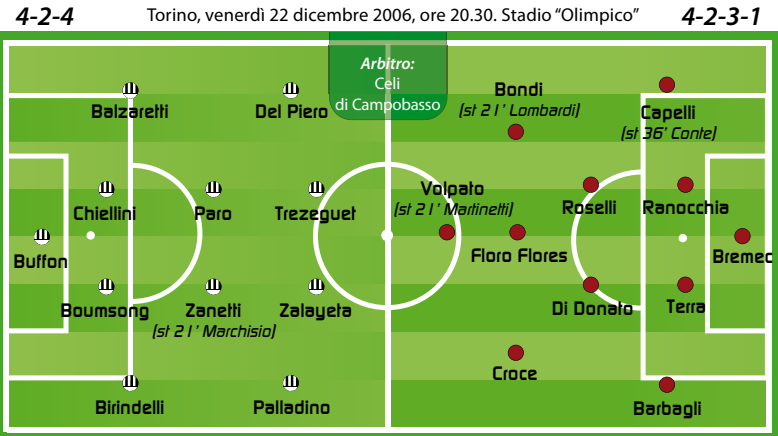 4-2-4
Torino, venerdì 22 dicembre 2006, ore 20.30. Stadio “Olimpico”
4-2-3-1
Arbitro:
Celi
di Campobasso
Balzaretti
Del Piero
Chiellini
Paro
Trezeguet
Buffon
Boumsong
Zanetti
(st 21' Marchisio)
Zalayeta
Birindelli
Palladino
Bondi
(st 21' Lombardi)
Capelli
(st 36' Conte)
Volpato
(st 21' Martinetti)
Roselli
Ranocchia
Floro Flores
Bremec
Di Donato
Terra
Croce
Barbagli